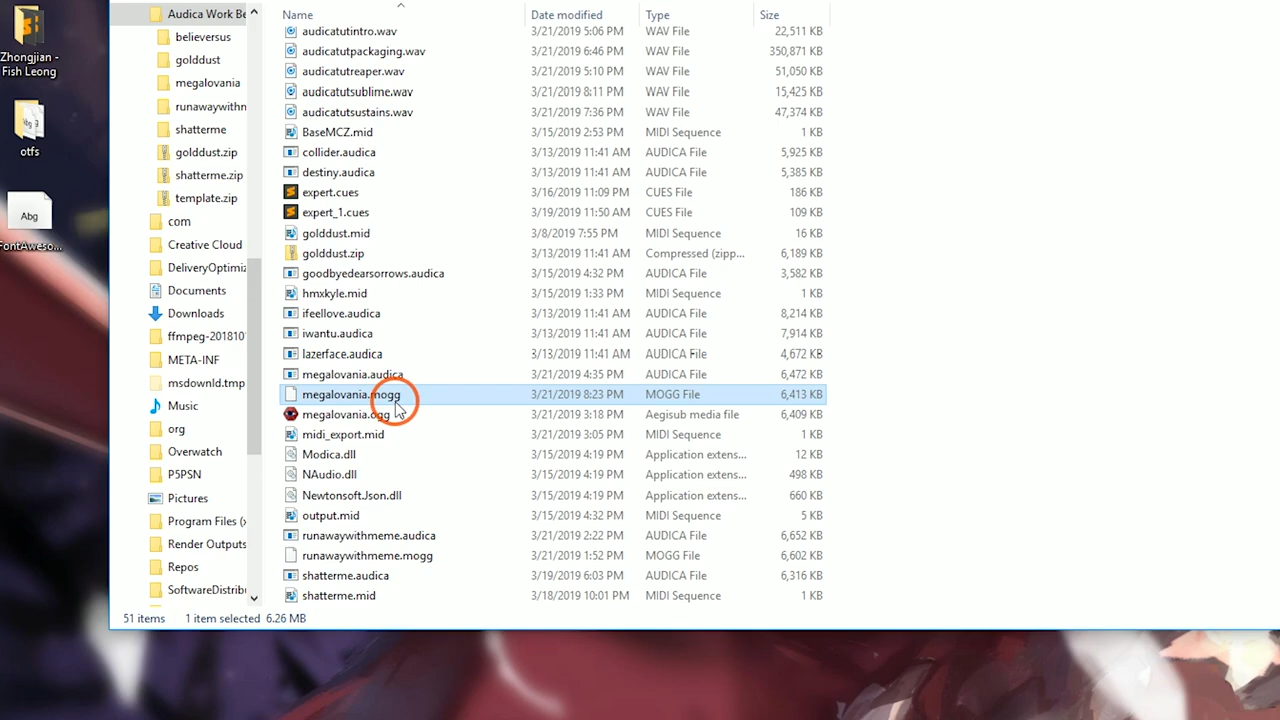 Zhongjian -
Fish Leong
Abg
otfs
Abg
FontAweso...
Audica Work Be
believersus
golddust
megalovania
runawaywithm
shatterme
golddust.zip
shatterme.zip
template.zip
com
Creative Cloud
DeliveryOptimiz
Documents
Downloads
ffmpeg-201810
META-INF
msdownld.tmp
Music
org
Overwatch
P5PSN
Pictures
Program Files (x
Render Outputs
Repos
SoftwareDistrib
Name Date modified Type Size
audicatutintro.wav 3/21/2019 5:06 PM WAV File 22,511 KB
audicatutpackaging.wav 3/21/2019 6:46 PM WAV File 350,871 KB
audicatutreaper.wav 3/21/2019 5:10 PM WAV File 51,050 KB
audicatutsublime.wav 3/21/2019 8:11 PM WAV File 15,425 KB
audicatutsustains.wav 3/21/2019 7:36 PM WAV File 47,374 KB
BaseMCZ.mid 3/15/2019 2:53 PM MIDI Sequence 1 KB
collider.audica 3/13/2019 11:41 AM AUDICA File 5,925 KB
destiny.audica 3/13/2019 11:41 AM AUDICA File 5,385 KB
expert.cues 3/16/2019 11:09 PM CUES File 186 KB
expert_1.cues 3/19/2019 11:50 AM CUES File 109 KB
golddust.mid 3/8/2019 7:55 PM MIDI Sequence 16 KB
golddust.zip 3/13/2019 11:41 AM Compressed (zipp... 6,189 KB
goodbyedearsorrows.audica 3/15/2019 4:32 PM AUDICA File 3,582 KB
hmxkyle.mid 3/15/2019 1:33 PM MIDI Sequence 1 KB
ifeellove.audica 3/13/2019 11:41 AM AUDICA File 8,214 KB
iwantu.audica 3/13/2019 11:41 AM AUDICA File 7,914 KB
lazerface.audica 3/13/2019 11:41 AM AUDICA File 4,672 KB
megalovania.audica 3/21/2019 4:35 PM AUDICA File 6,472 KB
megalovania.mogg 3/21/2019 8:23 PM MOGG File 6,413 KB
megalovania.ogg 3/21/2019 3:18 PM Aegisub media file 6,409 KB
midi_export.mid 3/21/2019 3:05 PM MIDI Sequence 1 KB
Modica.dll 3/15/2019 4:19 PM Application extens... 12 KB
NAudio.dll 3/15/2019 4:19 PM Application extens... 498 KB
Newtonsoft.Json.dll 3/15/2019 4:19 PM Application extens... 660 KB
output.mid 3/15/2019 4:32 PM MIDI Sequence 5 KB
runawaywithmeme.audica 3/21/2019 2:22 PM AUDICA File 6,652 KB
runawaywithmeme.mogg 3/21/2019 1:52 PM MOGG File 6,602 KB
shatterme.audica 3/19/2019 6:03 PM AUDICA File 6,316 KB
shatterme.mid 3/18/2019 10:01 PM MIDI Sequence 1 KB
51 items 1 item selected 6.26 MB